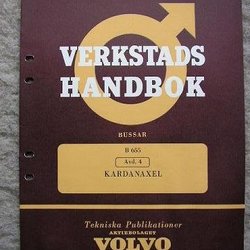 VERKSTADS
HANDBOK
BUSSAR
B 655
Avd. 4
KARDANAXEL
Tekniska Publikationer
AKTIEBOLAGET
VOLVO